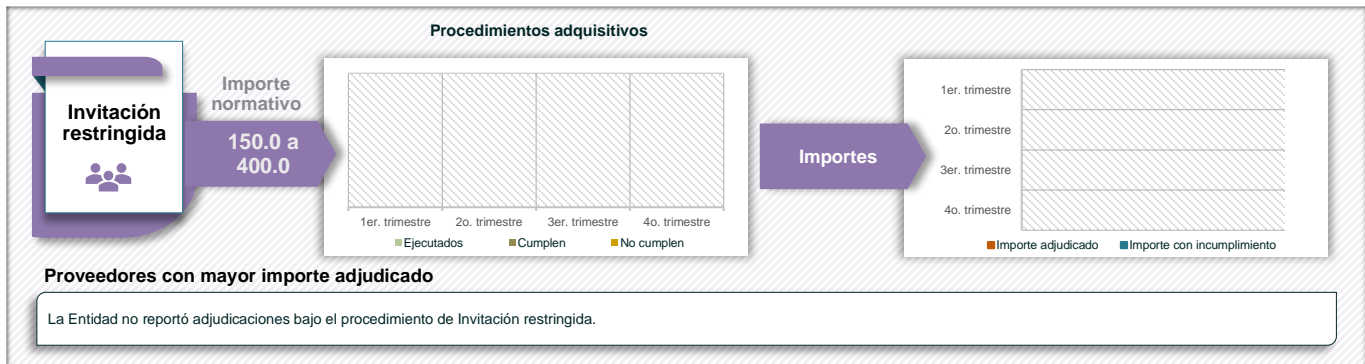 Procedimientos adquisitivos
Invitación
restringida
Importe
normativo
150.0 a
400.0
1er. trimestre
2o. trimestre
3er. trimestre
4o. trimestre
Ejecutados
Cumplen
No cumplen
Importes
1er. trimestre
2o. trimestre
3er. trimestre
4o. trimestre
Importe adjudicado
Importe con incumplimiento
Proveedores con mayor importe adjudicado
La Entidad no reportó adjudicaciones bajo el procedimiento de Invitación restringida.